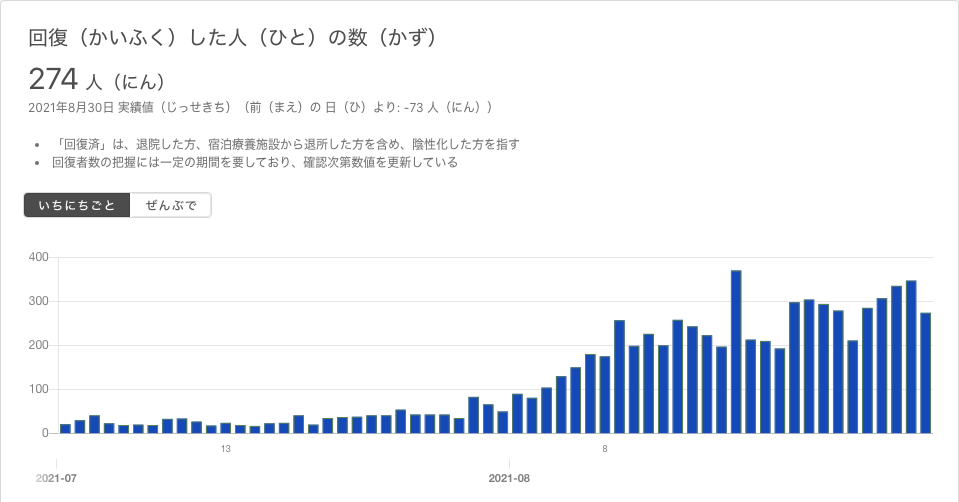 回復（かいふく）した人（ひと）の数（かず）
274 人（にん）
2021年8月30日 実績値（じっせきち）（前（まえ）の 日（ひ）より: -73 人（にん））
「回復済」は、退院した方、宿泊療養施設から退所した方を含め、陰性化した方を指す
回復者数の把握には一定の期間を要しており、確認次第数値を更新している
いちにちごと ぜんぶで
400
300
200
100
0
13 8
2021-07 2021-08